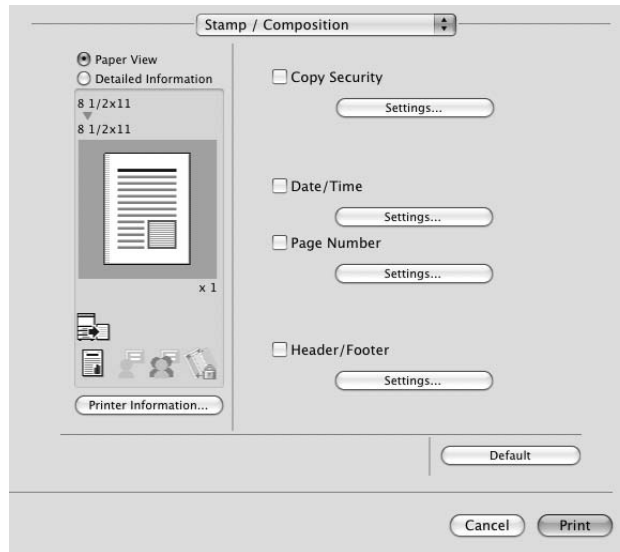 Stamp / Composition
Paper View
Detailed Information
8 1/2x11
8 1/2x11
x 1
Printer Information...
Copy Security
Settings...
Date/Time
Settings...
Page Number
Settings...
Header/Footer
Settings...
Default
Cancel
Print